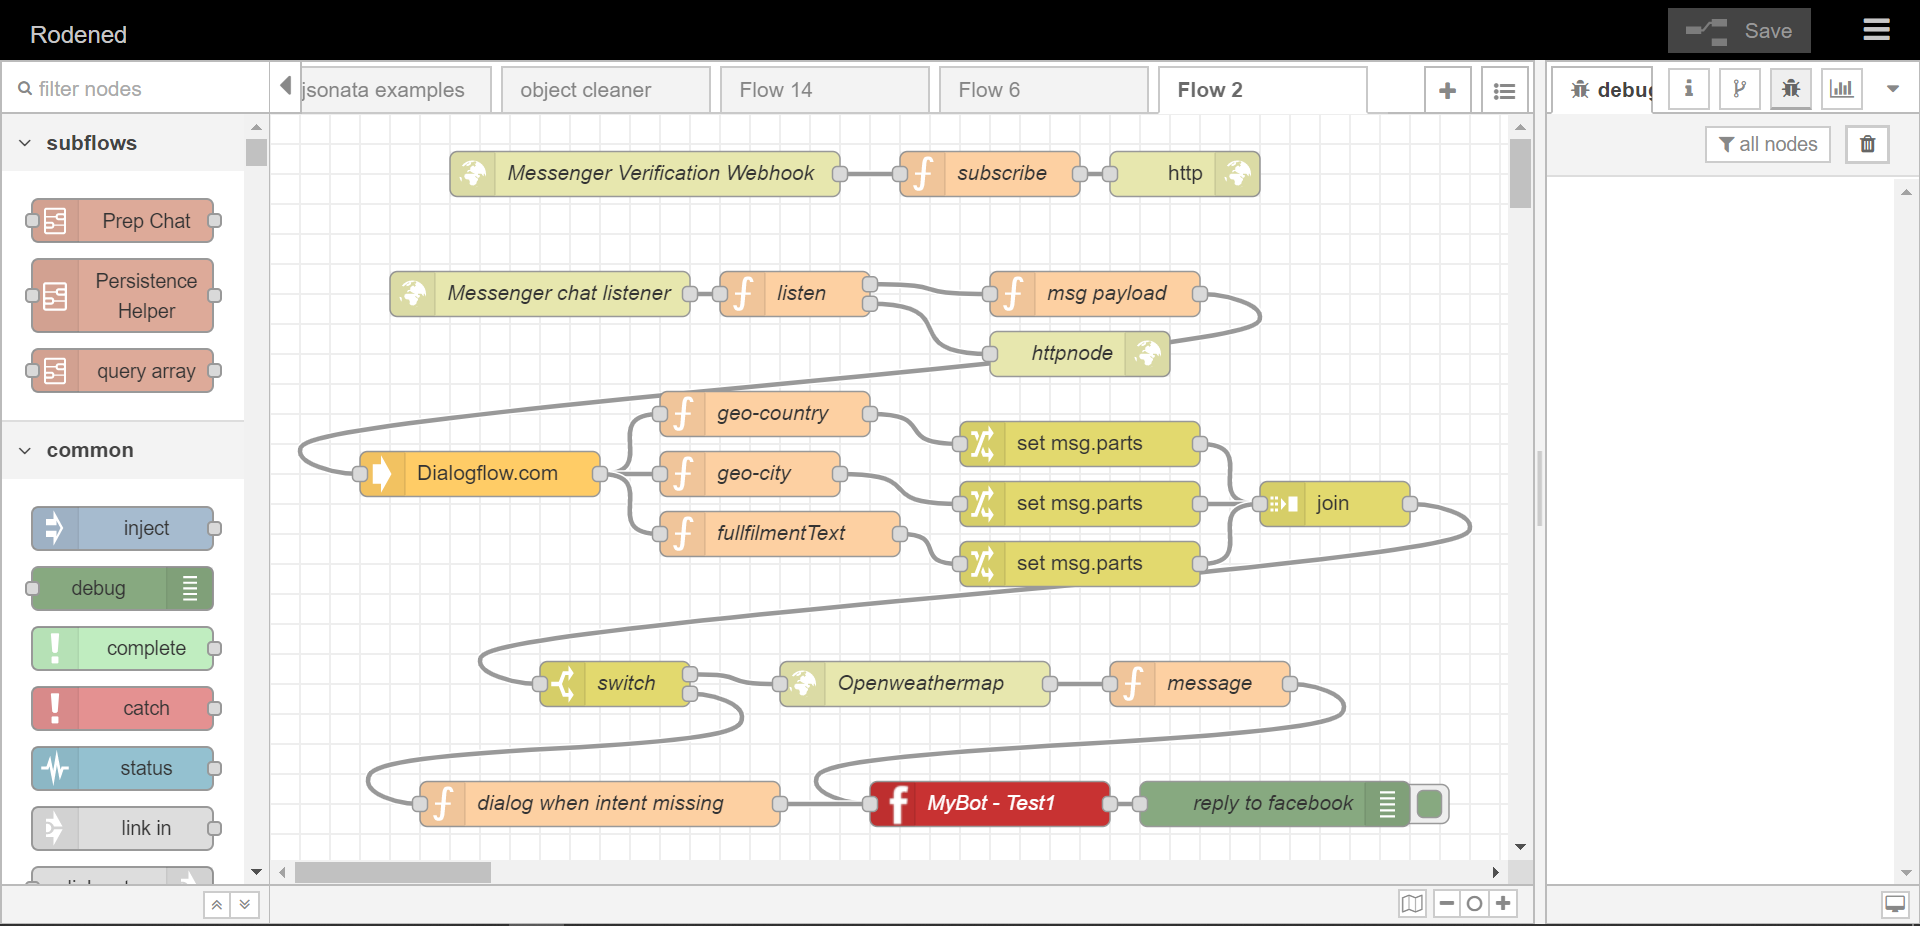 Rodened
Save
filter nodes
jsonata examples
object cleaner
Flow 14
Flow 6
Flow 2
debug
all nodes
subflows
Prep Chat
Persistence
Helper
query array
common
inject
debug
complete
catch
status
link in
Messenger Verification Webhook
subscribe
http
Messenger chat listener
listen
msg payload
httpnode
geo-country
set msg.parts
Dialogflow.com
geo-city
set msg.parts
join
fullfilmentText
set msg.parts
switch
Openweathermap
message
dialog when intent missing
MyBot - Test1
reply to facebook